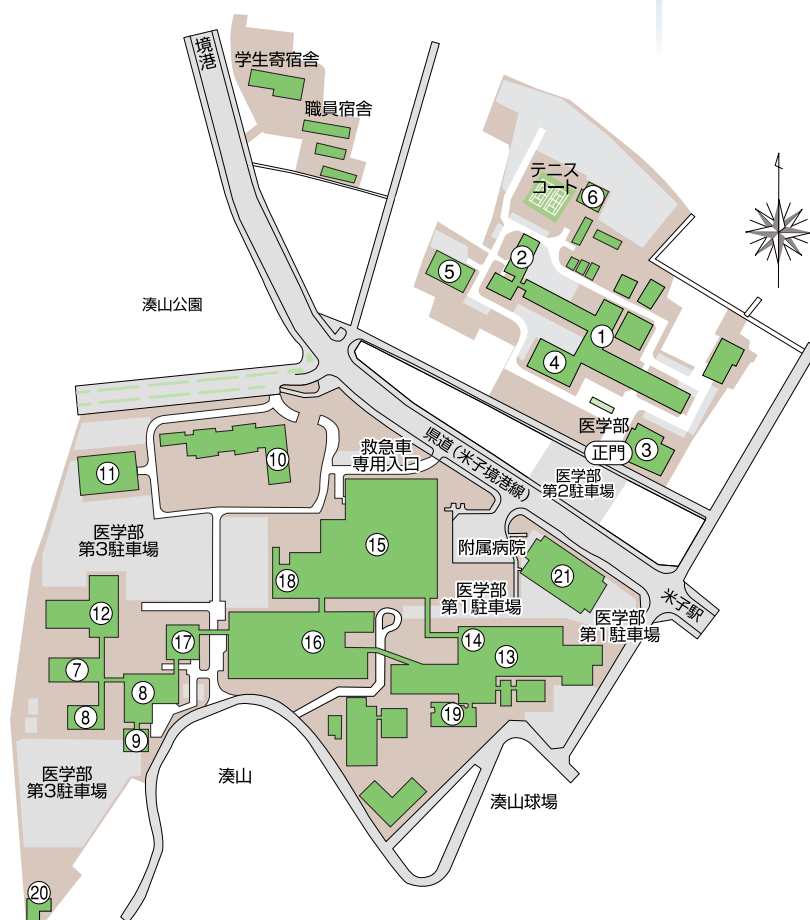 境港
学生寄宿舎
職員宿舎
テニス
コート
⑥
②
⑤
湊山公園
①
④
医学部
正門
③
県道(米子境港線)
救急車
専用入口
医学部
第2駐車場
⑩
⑪
医学部
第3駐車場
⑮
附属病院
⑱
㉑
医学部
第1駐車場
米子駅
医学部
第1駐車場
⑫
⑰
⑯
⑭
⑬
⑦
⑧
⑧
⑨
⑲
医学部
第3駐車場
湊山
湊山球場
⑳